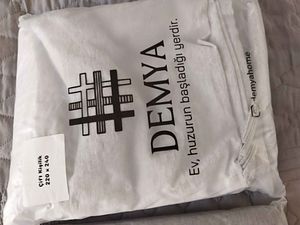 DEMYA
Ev, huzurun başladığı yerdir.
demyahome
Çift Kişilik
220 x 240